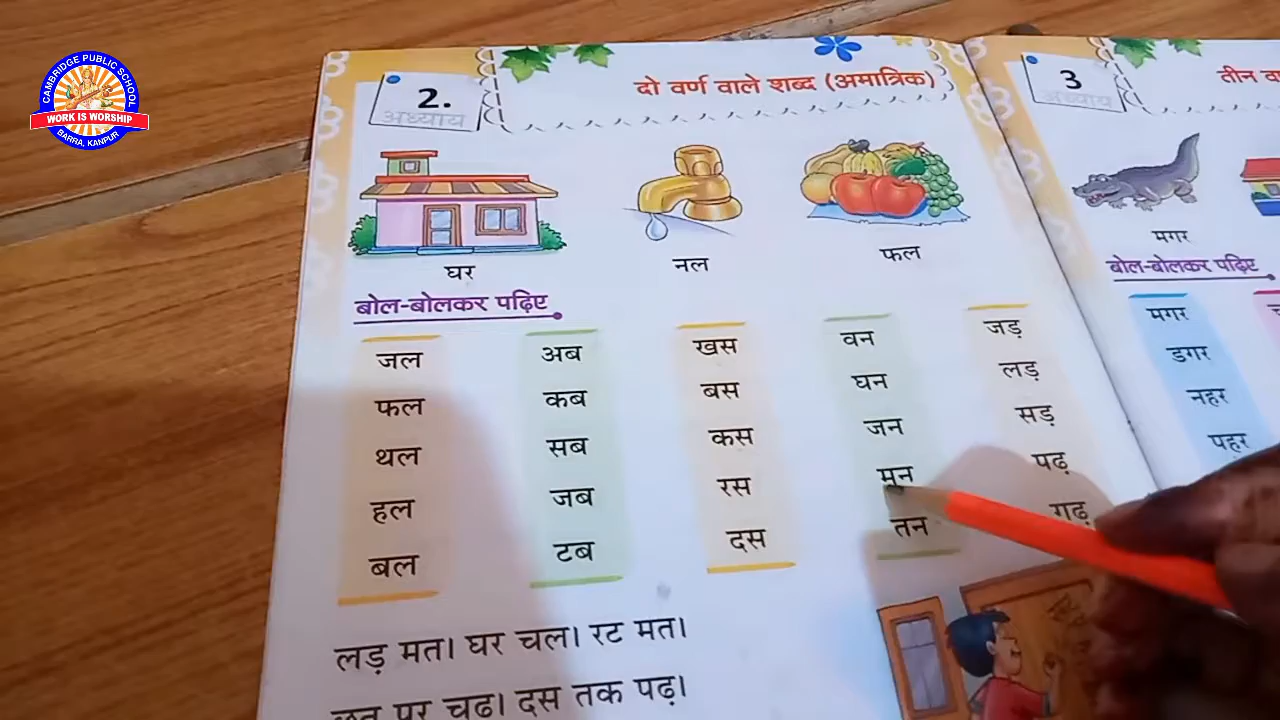 CAMBRIDGE PUBLIC SCHOOL
WORK IS WORSHIP
BARRA, KANPUR
2.
अध्याय
दो वर्ण वाले शब्द (अमात्रिक)
घर नल फल
बोल-बोलकर पढ़िए
जल अब खस वन जड़
फल कब बस घन लड़
थल सब कस जन सड़
हल जब रस मन पढ़
बल टब दस तन गढ़
लड़ मत। घर चल। रट मत।
पर चढ़। दस तक पढ़।
3
अध्याय
तीन
मगर
बोल-बोलकर पढ़िए
मगर
डगर
नहर
पहर